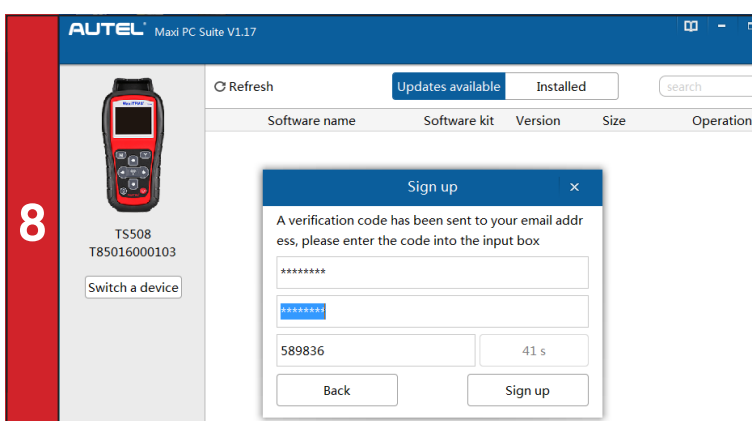 8
AUTEL Maxi PC Suite V1.17
Refresh
Updates available
Installed
search
Software name
Software kit
Version
Size
Operation
TS508
T85016000103
Switch a device
Sign up
A verification code has been sent to your email addr
ess, please enter the code into the input box
********
********
589836
41 s
Back
Sign up